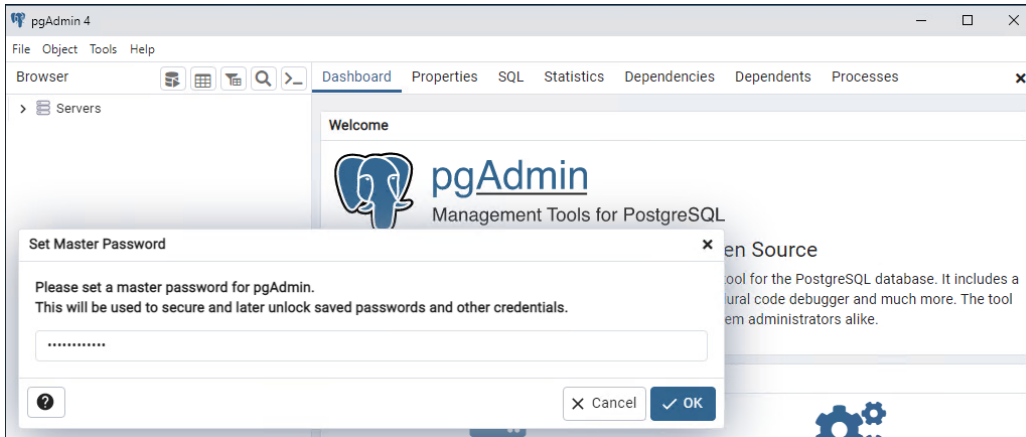 pgAdmin 4
File Object Tools Help
Browser
Dashboard Properties SQL Statistics Dependencies Dependents Processes
Servers
Welcome
pgAdmin
Management Tools for PostgreSQL
en Source
ool for the PostgreSQL database. It includes a
ural code debugger and much more. The tool
em administrators alike.
Set Master Password
Please set a master password for pgAdmin.
This will be used to secure and later unlock saved passwords and other credentials.
••••••••••••
Cancel
OK